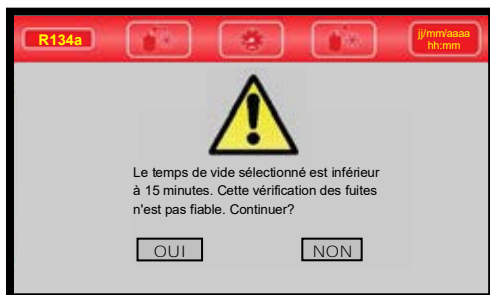 R134a
jj/mm/aaaa
hh:mm
Le temps de vide sélectionné est inférieur
à 15 minutes. Cette vérification des fuites
n'est pas fiable. Continuer?
OUI
NON